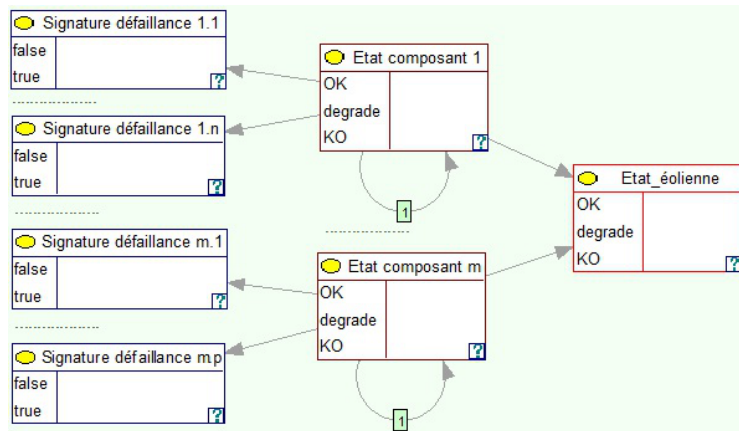 Signature défaillance 1.1
false
true
?
Signature défaillance 1.n
false
true
?
Signature défaillance m.1
false
true
?
Signature défaillance m.p
false
true
?
Etat composant 1
OK
degrade
KO
?
1
Etat composant m
OK
degrade
KO
?
1
Etat_éolienne
OK
degrade
KO
?